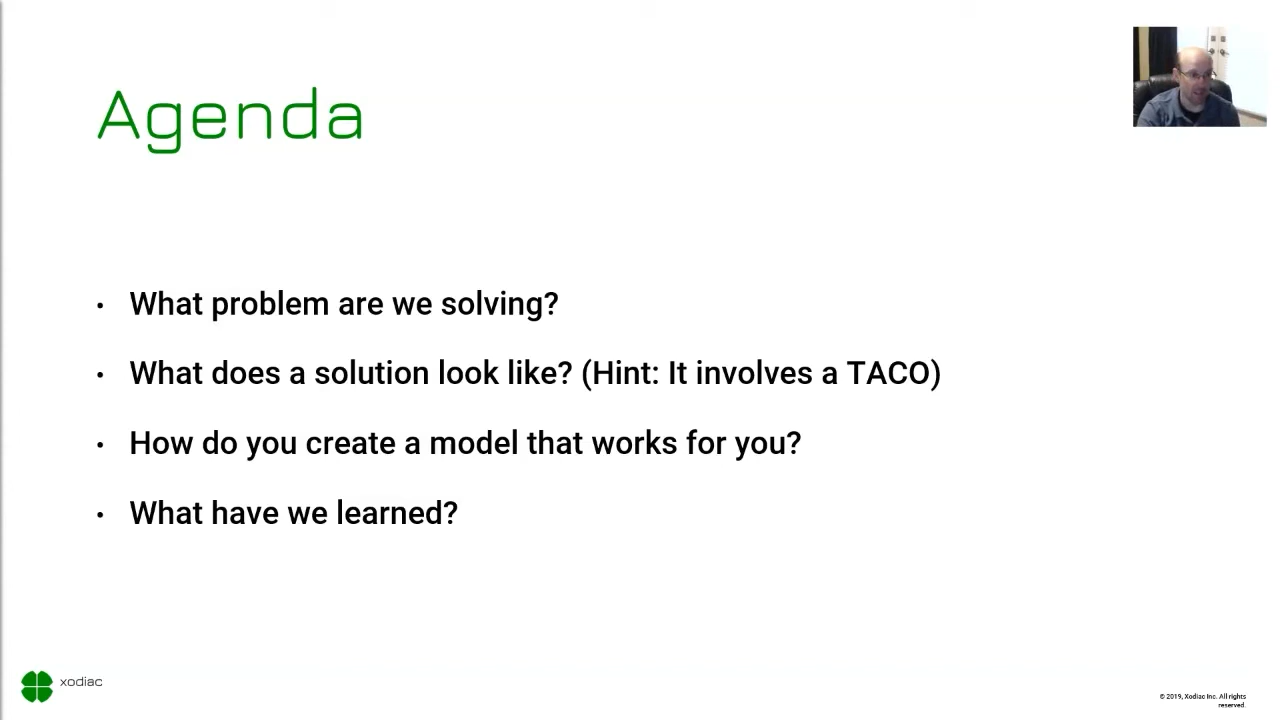 Agenda
• What problem are we solving?
• What does a solution look like? (Hint: It involves a TACO)
• How do you create a model that works for you?
• What have we learned?
xodiac
© 2019, Xodiac Inc. All rights
reserved.